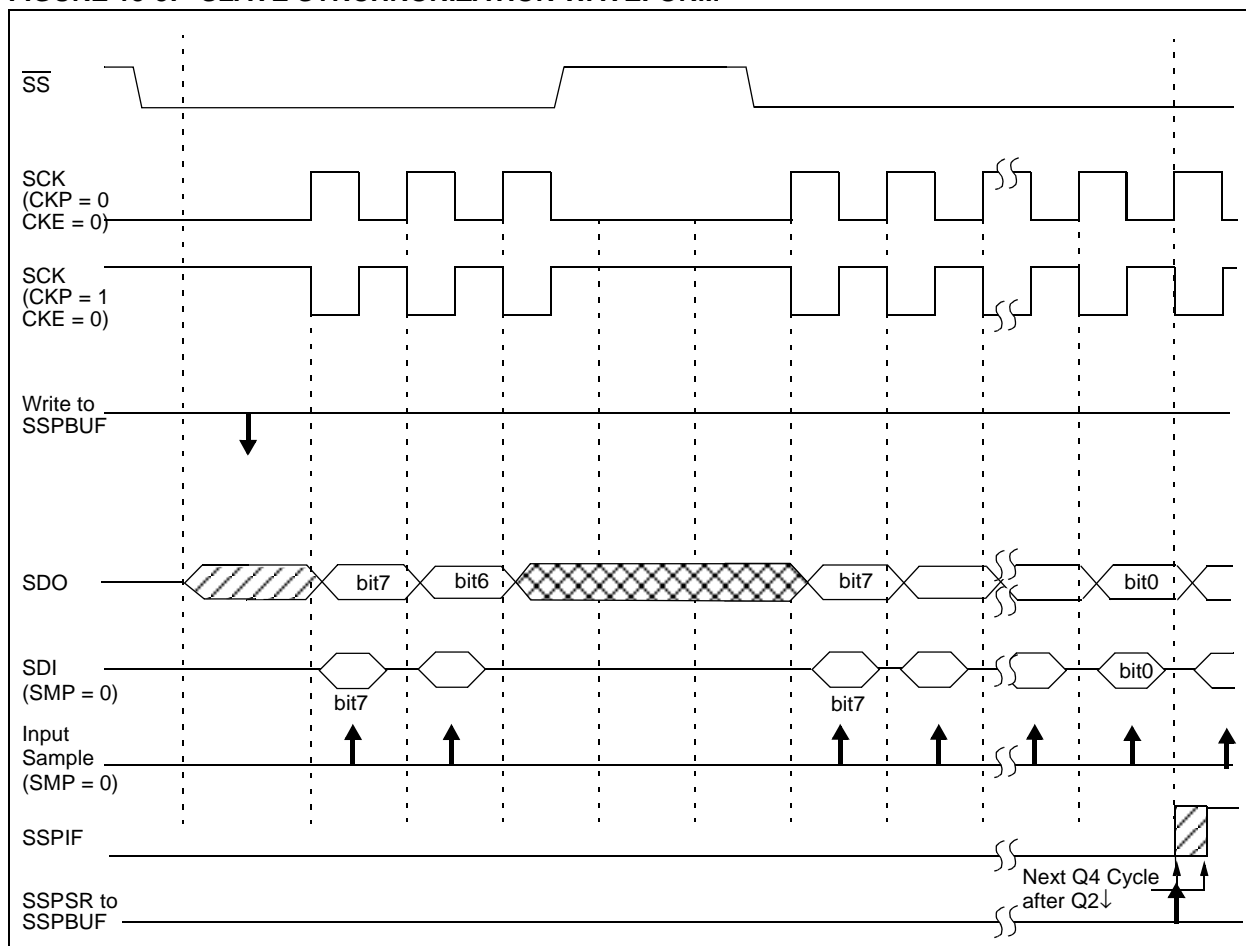 SS
SCK
(CKP = 0
CKE = 0)
SCK
(CKP = 1
CKE = 0)
Write to
SSPBUF
SDO
bit7
bit6
bit7
bit0
SDI
(SMP = 0)
bit7
bit7
bit0
Input
Sample
(SMP = 0)
SSPIF
Next Q4 Cycle
after Q2↓
SSPSR to
SSPBUF